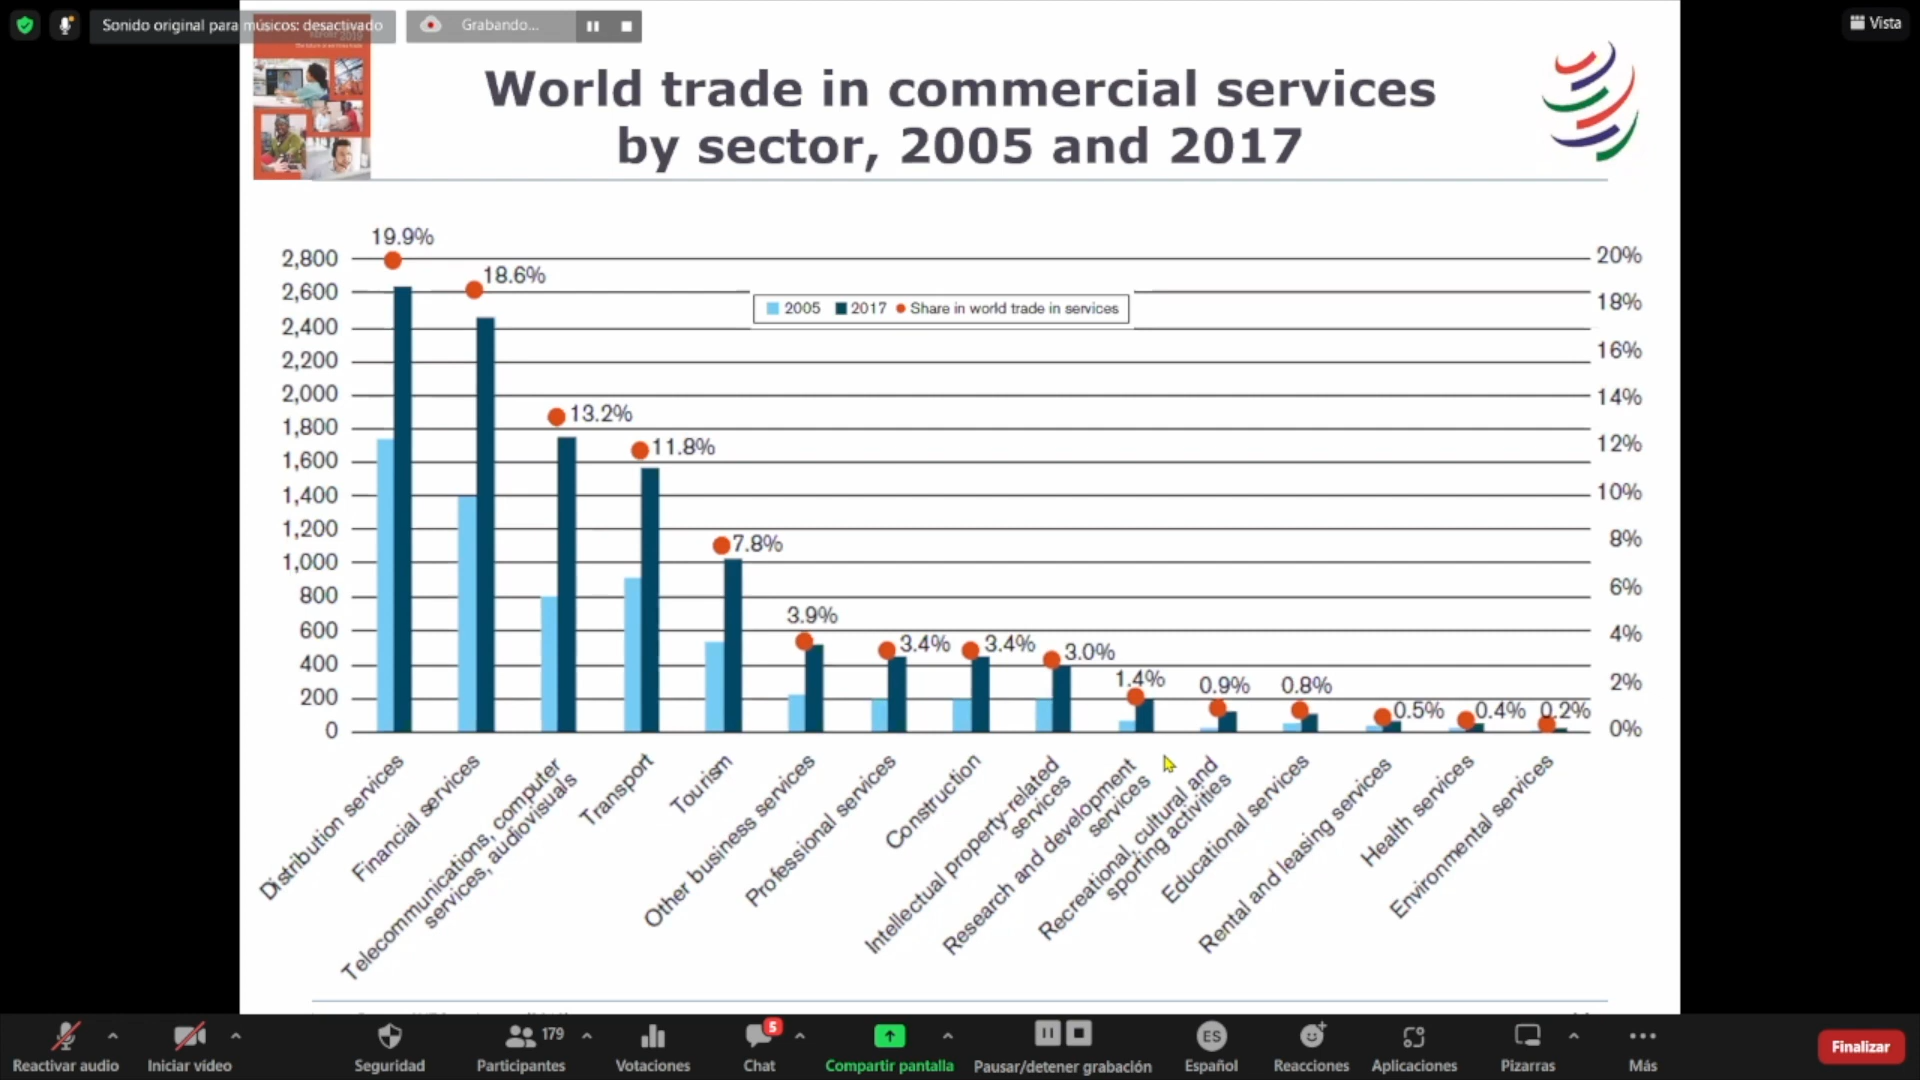 Sonido original para músicos: desactivado
Grabando...
Vista
2019
World trade in commercial services
by sector, 2005 and 2017
19.9%
18.6%
13.2%
11.8%
7.8%
3.9%
3.4%
3.4%
3.0%
1.4%
0.9%
0.8%
0.5%
0.4%
0.2%
2,800
2,600
2,400
2,200
2,000
1,800
1,600
1,400
1,200
1,000
800
600
400
200
0
2005 2017 Share in world trade in services
20%
18%
16%
14%
12%
10%
8%
6%
4%
2%
0%
Distribution services
Financial services
Telecommunications, computer
services, audiovisuals
Transport
Tourism
Other business services
Professional services
Construction
Intellectual property-related
services
Research and development
services
Recreational, cultural and
sporting activities
Educational services
Rental and leasing services
Health services
Environmental services
Reactivar audio
Iniciar vídeo
Seguridad
179
Participantes
Votaciones
5
Chat
Compartir pantalla
Pausar/detener grabación
ES
Español
Reacciones
Aplicaciones
Pizarras
Más
Finalizar